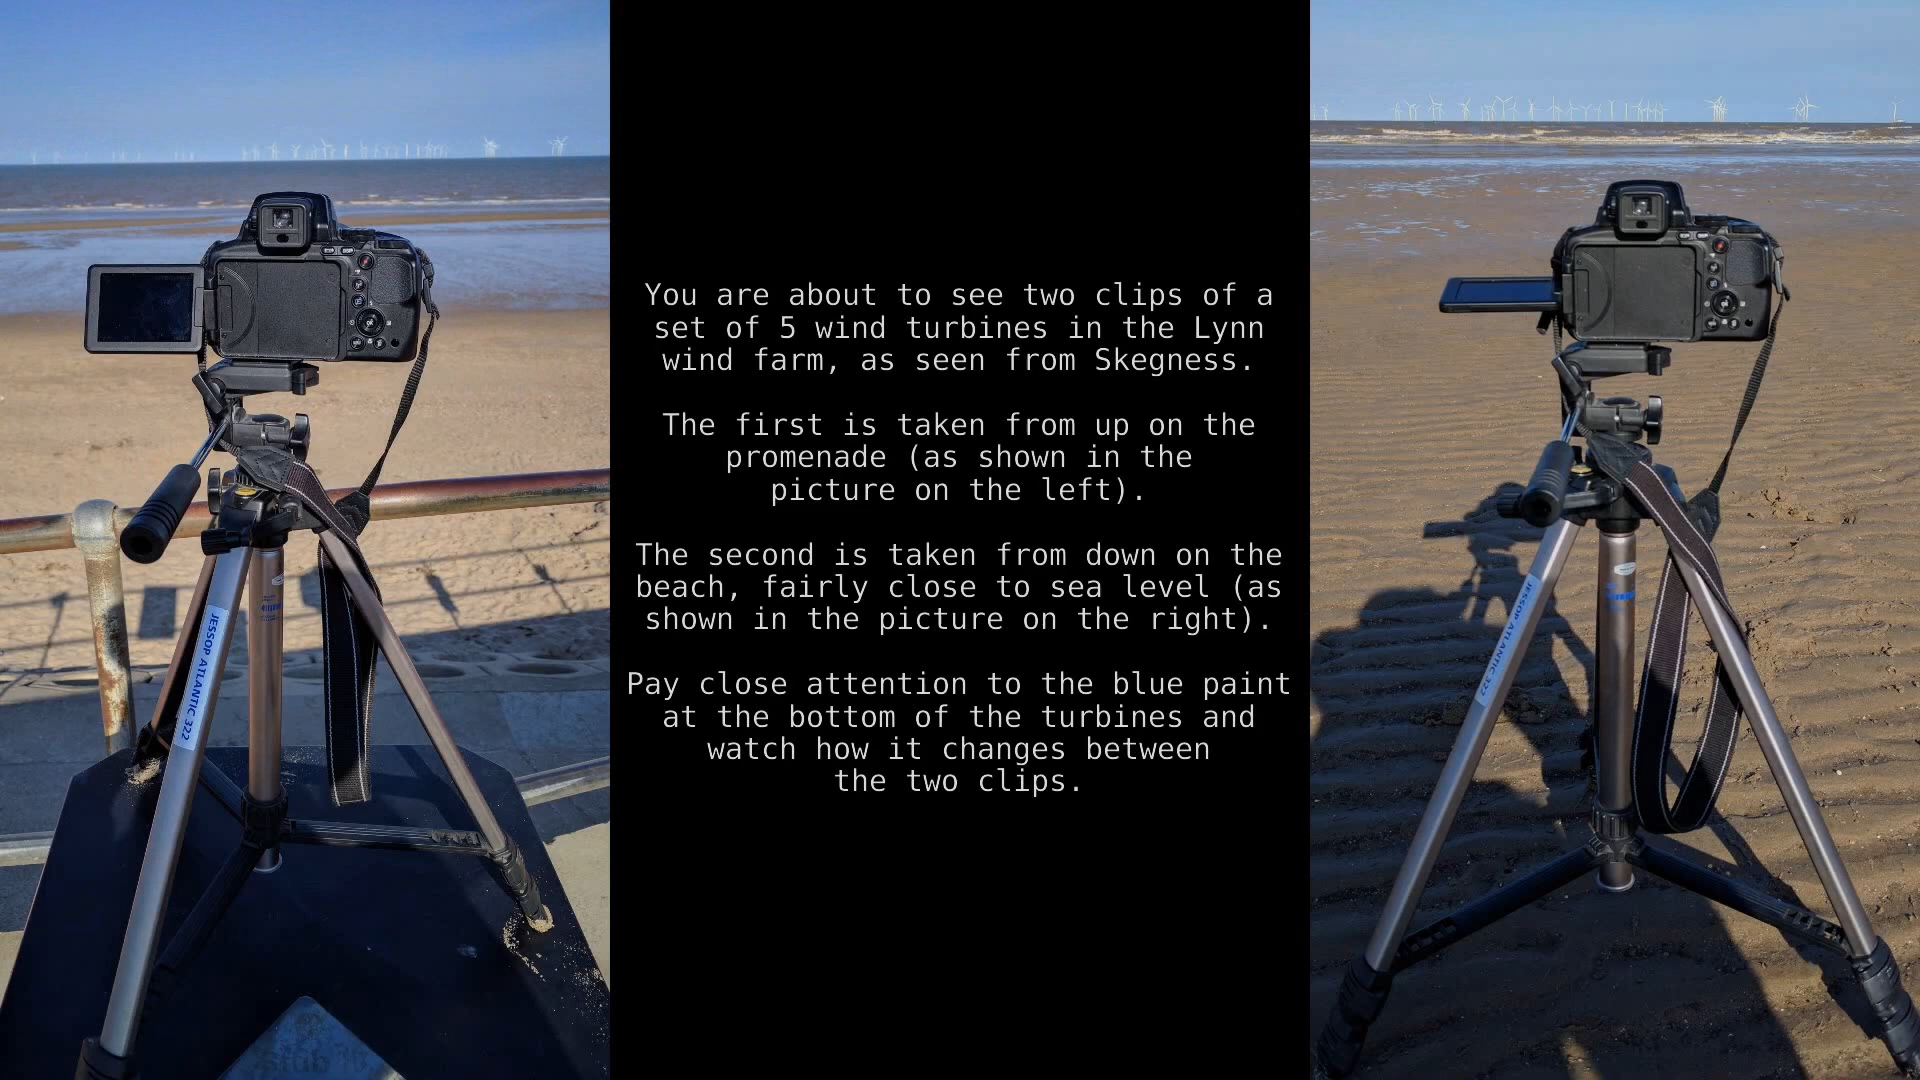 You are about to see two clips of a
set of 5 wind turbines in the Lynn
wind farm, as seen from Skegness.
The first is taken from up on the
promenade (as shown in the
picture on the left).
The second is taken from down on the
beach, fairly close to sea level (as
shown in the picture on the right).
Pay close attention to the blue paint
at the bottom of the turbines and
watch how it changes between
the two clips.
JESSOP ATLANTIC 322
JESSOP ATLANTIC 322